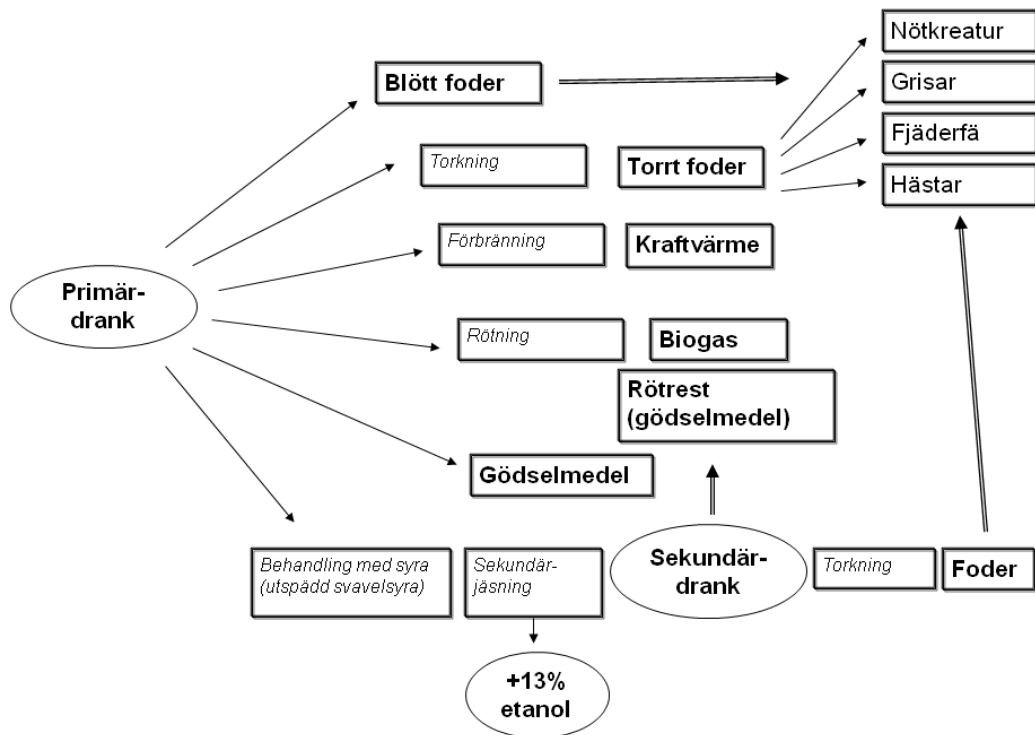 Nötkreatur
Blött foder
Grisar
Fjäderfä
Torkning
Torrt foder
Hästar
Förbränning
Kraftvärme
Primär-
drank
Rötning
Biogas
Rötrest
(gödselmedel)
Gödselmedel
Behandling med syra
(utspädd svavelsyra)
Sekundär-
jäsning
Sekundär-
drank
Torkning
Foder
+13%
etanol